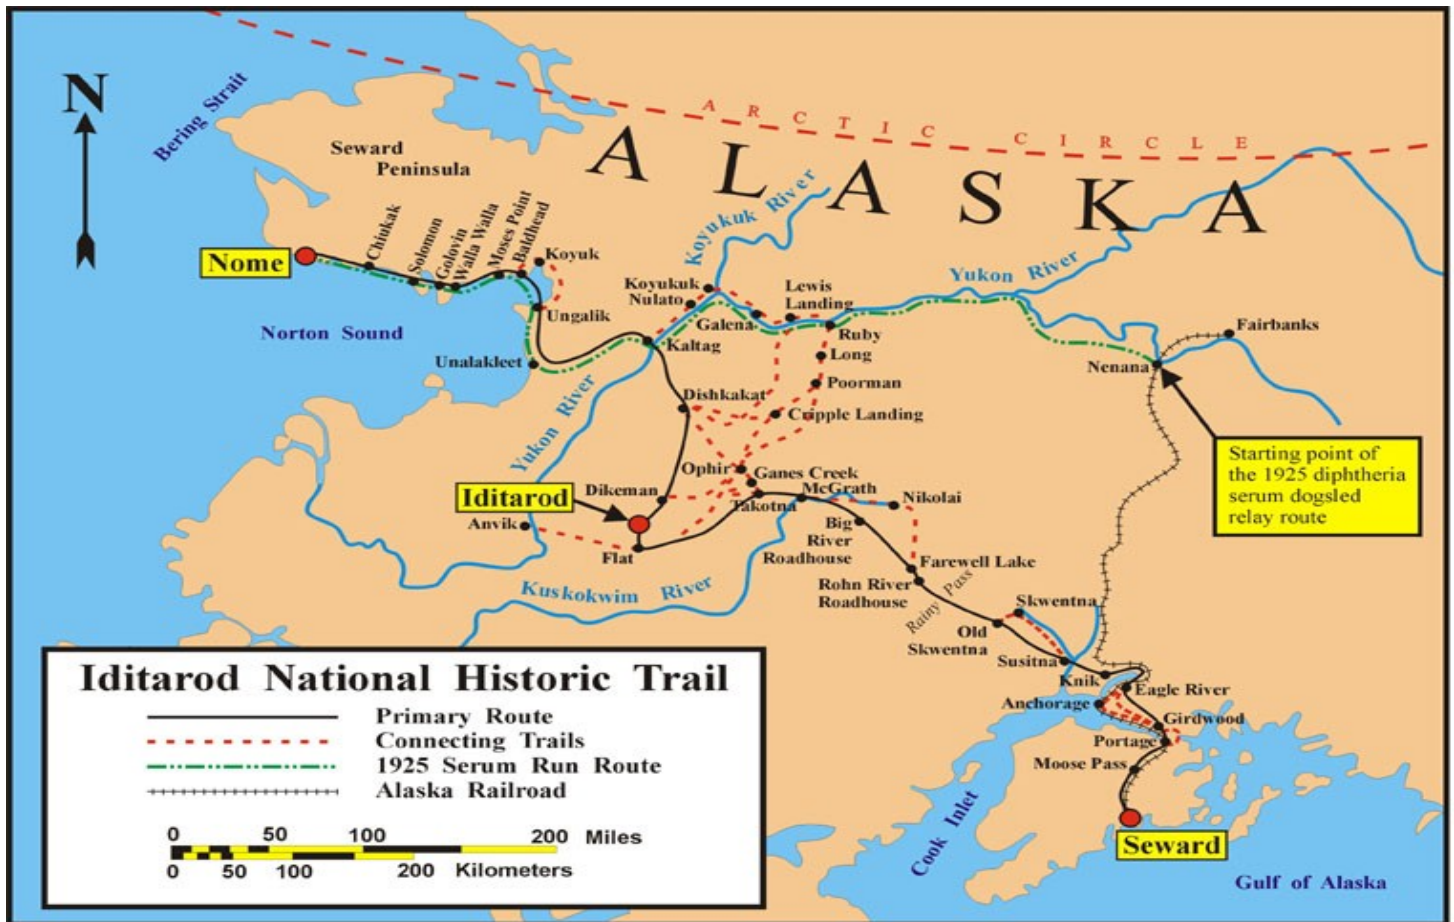 ARCTIC CIRCLE
N
Bering Strait
ALASKA
Seward
Peninsula
Koyukuk River
Chiukak
Solomon
Golovin
Walla Walla
Moses Point
Baldhead
Koyuk
Nome
Yukon River
Koyukuk
Nulato
Lewis
Landing
Ungalik
Galena
Ruby
Fairbanks
Norton Sound
Kaltag
Long
Unalakleet
Nenana
Poorman
Dishkakat
Cripple Landing
Yukon River
Starting point of
the 1925 diphtheria
serum dogsled
relay route
Ophir
Ganes Creek
McGrath
Iditarod
Dikeman
Takotna
Nikolai
Anvik
Big
River
Roadhouse
Flat
Farewell Lake
Kuskokwim River
Rohn River
Roadhouse
Rainy Pass
Skwentna
Old
Skwentna
Susitna
Knik
Eagle River
Anchorage
Girdwood
Portage
Moose Pass
Cook Inlet
Seward
Gulf of Alaska
Iditarod National Historic Trail
Primary Route
Connecting Trails
1925 Serum Run Route
Alaska Railroad
0 50 100 200 Miles
0 50 100 200 Kilometers